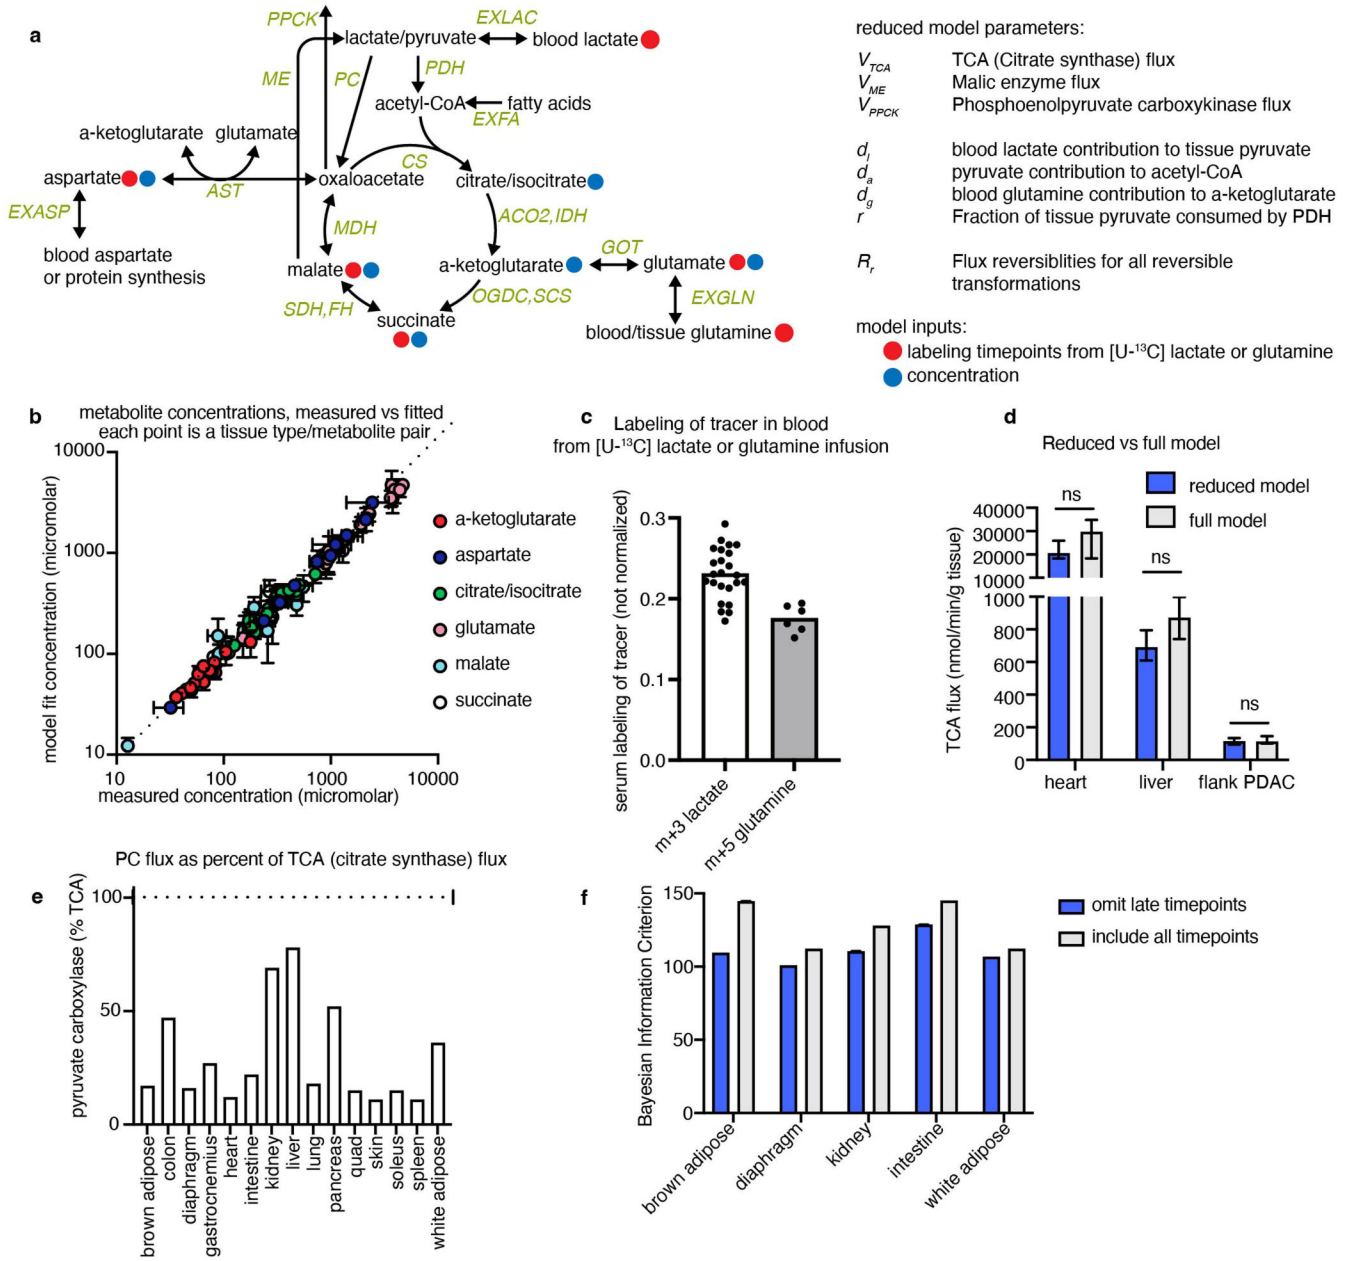 a
PPCK
EXLAC
lactate/pyruvate
blood lactate
ME
PC
PDH
acetyl-CoA
fatty acids
EXFA
a-ketoglutarate
glutamate
CS
aspartate
AST
oxaloacetate
citrate/isocitrate
EXASP
MDH
ACO2,IDH
blood aspartate
or protein synthesis
malate
a-ketoglutarate
GOT
glutamate
SDH,FH
OGDC,SCS
EXGLN
succinate
blood/tissue glutamine
reduced model parameters:
V_TCA TCA (Citrate synthase) flux
V_ME Malic enzyme flux
V_PPCK Phosphoenolpyruvate carboxykinase flux
d_l blood lactate contribution to tissue pyruvate
d_a pyruvate contribution to acetyl-CoA
d_g blood glutamine contribution to a-ketoglutarate
r Fraction of tissue pyruvate consumed by PDH
R_r Flux reversiblities for all reversible
transformations
model inputs:
labeling timepoints from [U-¹³C] lactate or glutamine
concentration
b
metabolite concentrations, measured vs fitted
each point is a tissue type/metabolite pair
model fit concentration (micromolar)
10000
1000
100
10
10 100 1000 10000
measured concentration (micromolar)
a-ketoglutarate
aspartate
citrate/isocitrate
glutamate
malate
succinate
c
Labeling of tracer in blood
from [U-¹³C] lactate or glutamine infusion
serum labeling of tracer (not normalized)
0.3
0.2
0.1
0.0
m+3 lactate
m+5 glutamine
d
Reduced vs full model
reduced model
full model
TCA flux (nmol/min/g tissue)
40000
30000
20000
10000
1000
800
600
400
200
0
ns
ns
ns
heart liver flank PDAC
e
PC flux as percent of TCA (citrate synthase) flux
pyruvate carboxylase (% TCA)
100
50
0
brown adipose
colon
diaphragm
gastrocnemius
heart
intestine
kidney
liver
lung
pancreas
quad
skin
soleus
spleen
white adipose
f
Bayesian Information Criterion
150
100
50
0
brown adipose
diaphragm
kidney
intestine
white adipose
omit late timepoints
include all timepoints